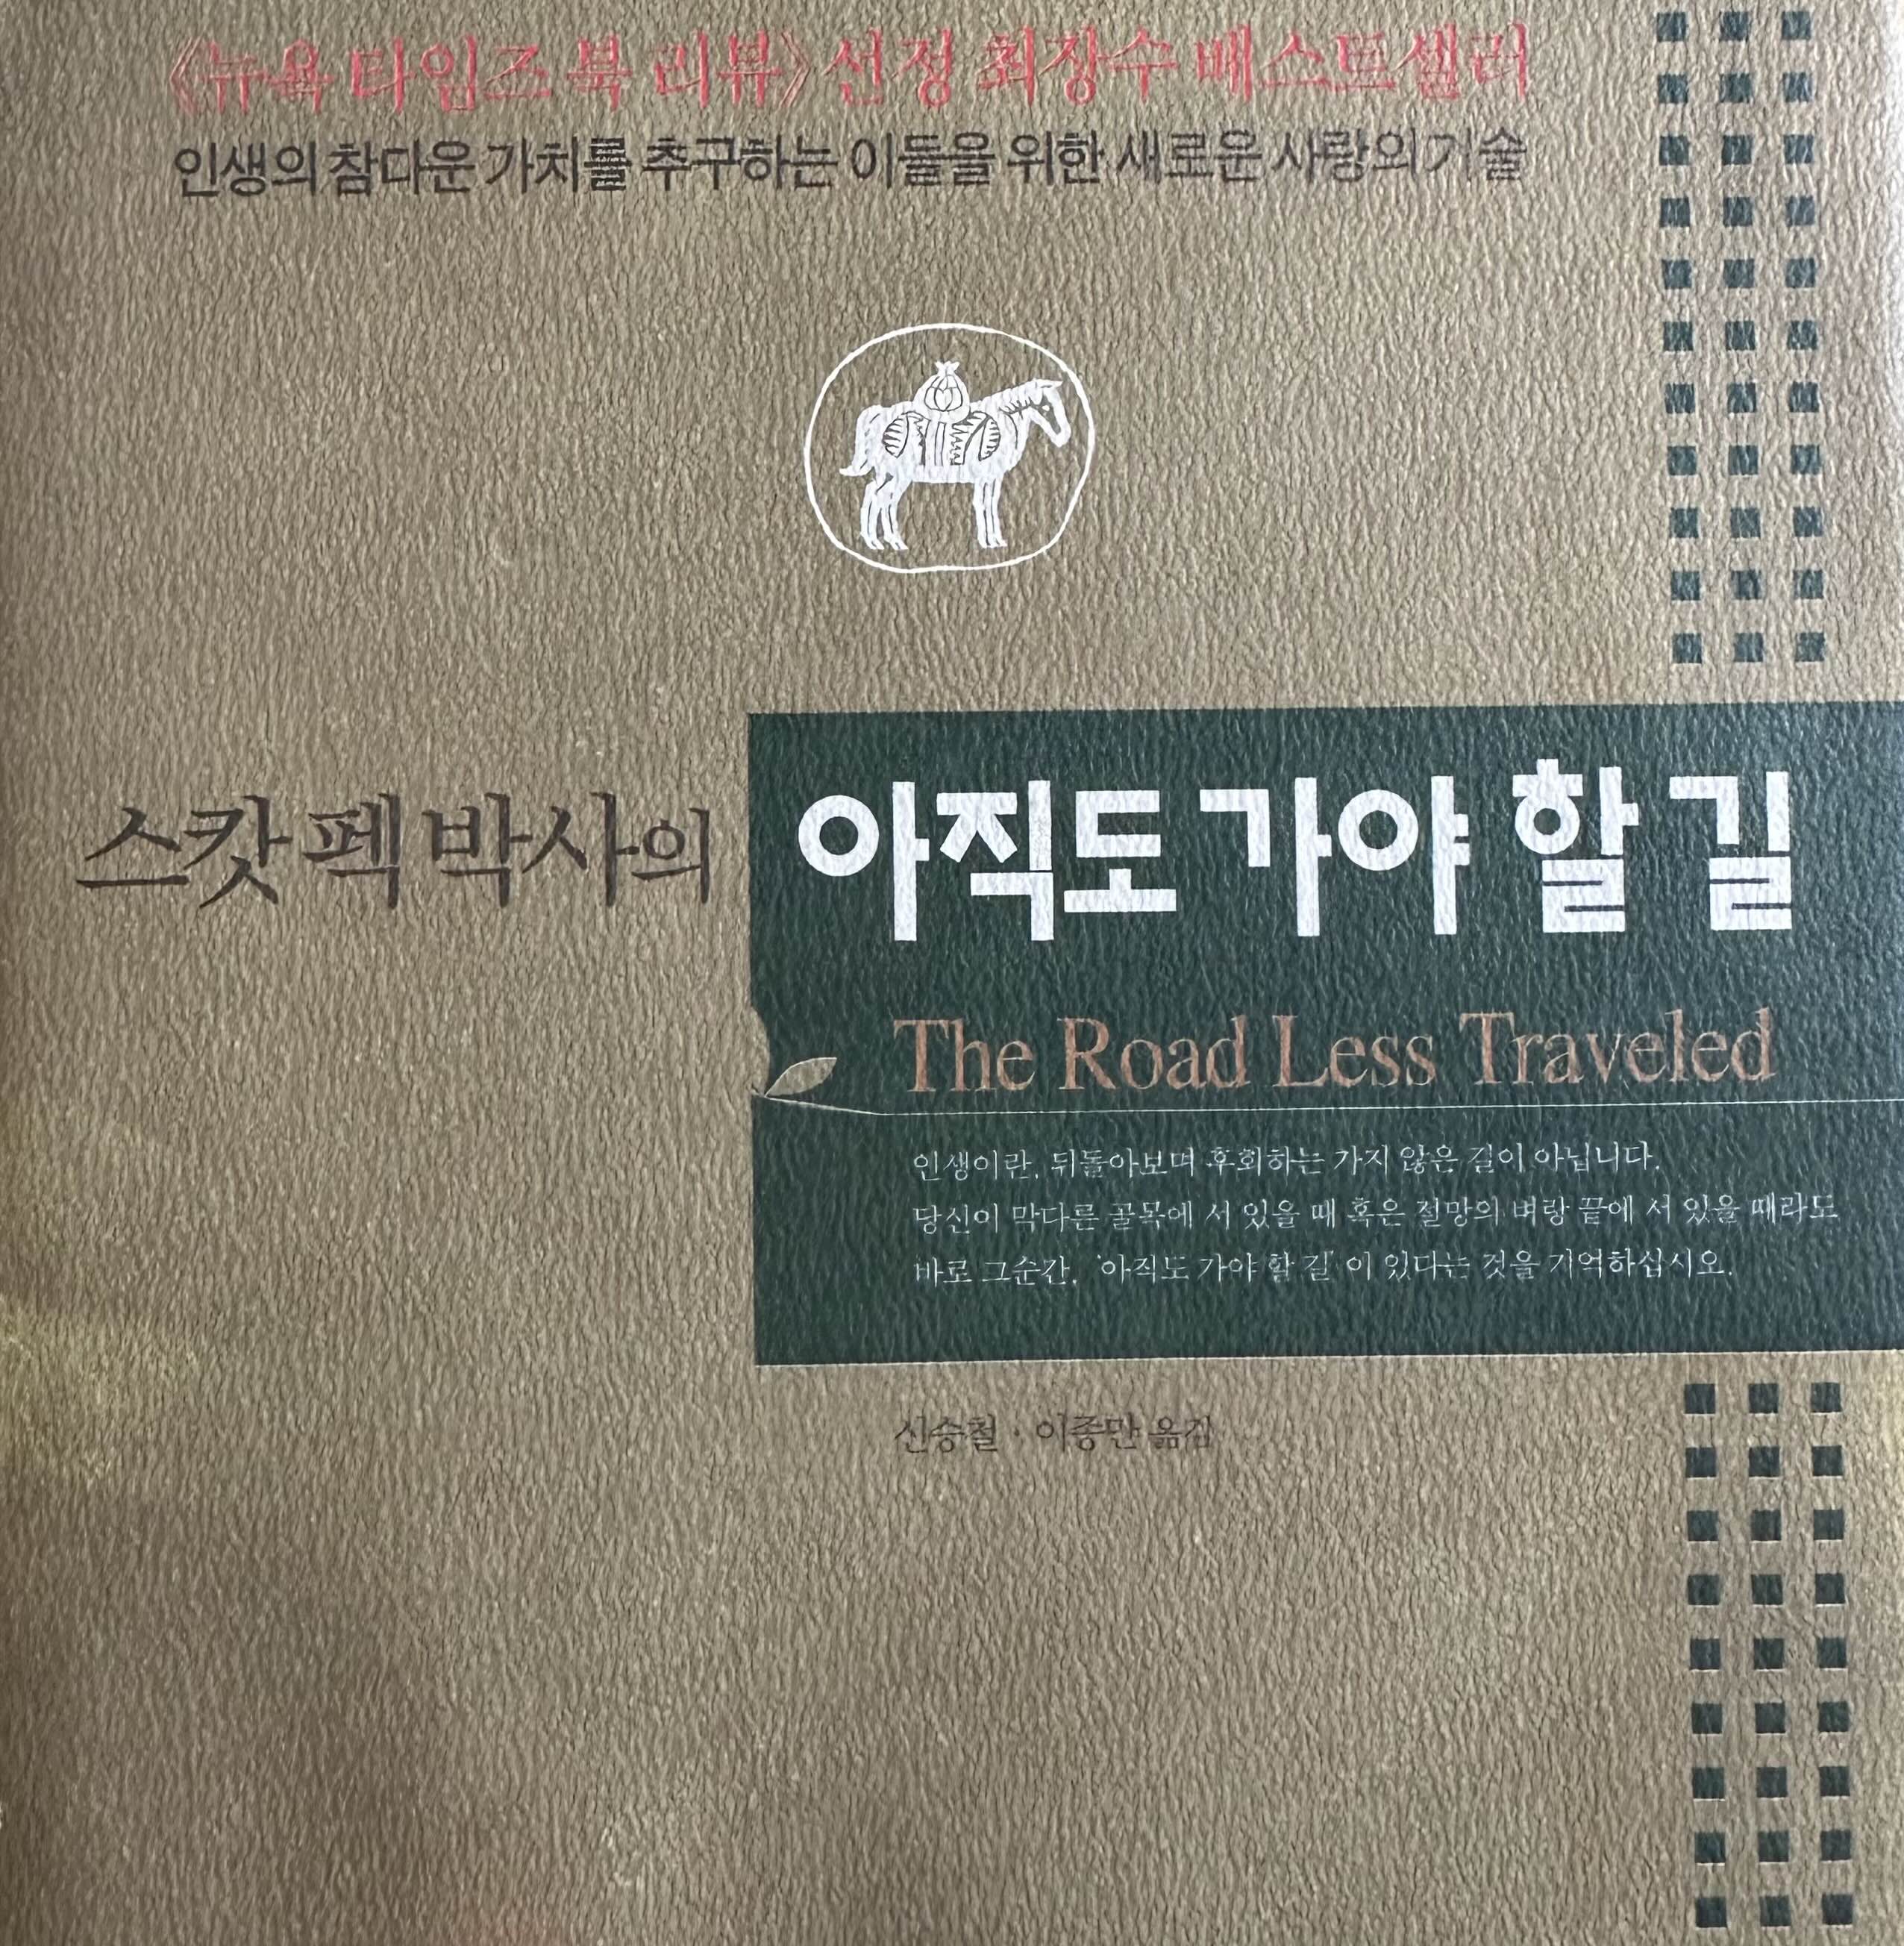 《뉴욕 타임즈 북 리뷰》 선정 최장수 베스트셀러
인생의 참다운 가치를 추구하는 이들을 위한 새로운 사랑의 기술
스캇 펙 박사의 아직도 가야 할 길
The Road Less Traveled
인생이란, 뒤돌아보며 후회하는 가지 않은 길이 아닙니다.
당신이 막다른 골목에 서 있을 때 혹은 절망의 벼랑 끝에 서 있을 때라도
바로 그순간, '아직도 가야 할 길' 이 있다는 것을 기억하십시오.
신승철 · 이종만 옮김